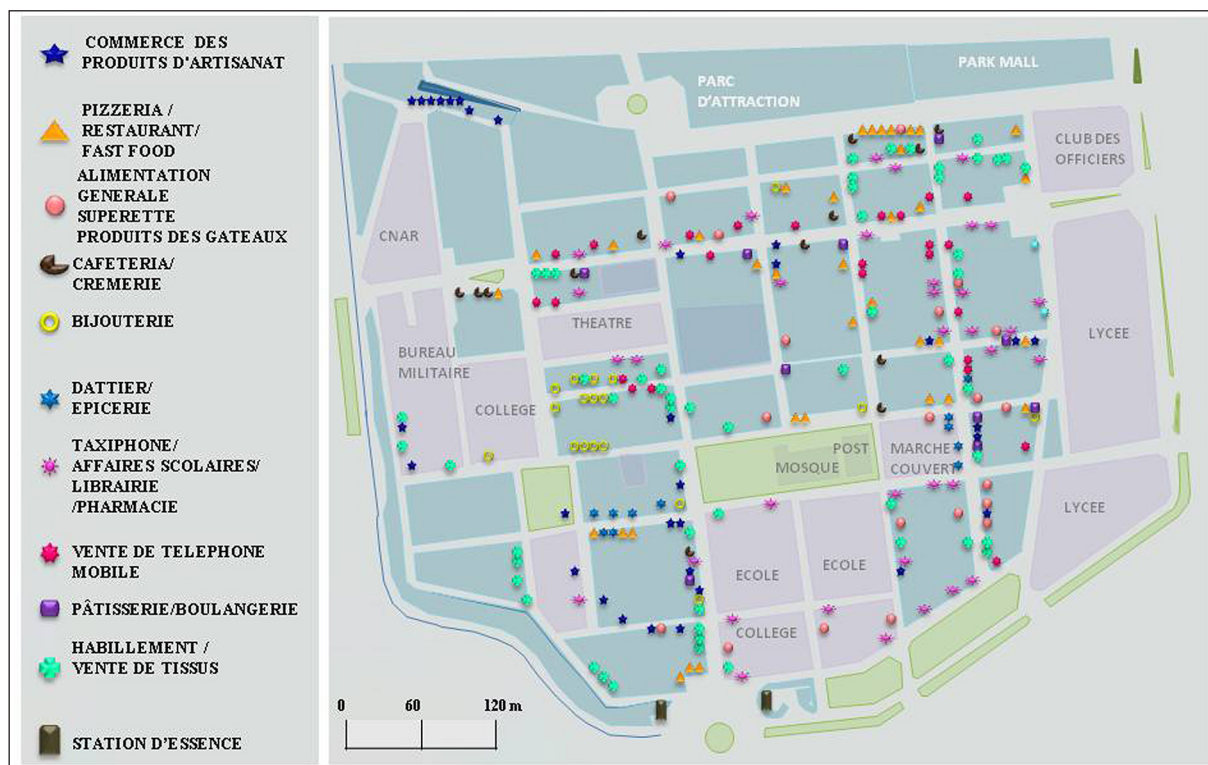 COMMERCE DES
PRODUITS D'ARTISANAT
PIZZERIA /
RESTAURANT/
FAST FOOD
ALIMENTATION
GENERALE
SUPERETTE
PRODUITS DES GATEAUX
CAFETERIA/
CREMERIE
BIJOUTERIE
DATTIER/
EPICERIE
TAXIPHONE/
AFFAIRES SCOLAIRES/
LIBRAIRIE
/PHARMACIE
VENTE DE TELEPHONE
MOBILE
PÂTISSERIE/BOULANGERIE
HABILLEMENT /
VENTE DE TISSUS
STATION D'ESSENCE
PARK MALL
PARC
D'ATTRACTION
CLUB DES
OFFICIERS
CNAR
THEATRE
LYCEE
BUREAU
MILITAIRE
COLLEGE
POST
MOSQUE
MARCHE
COUVERT
LYCEE
ECOLE
ECOLE
COLLEGE
0 60 120 m